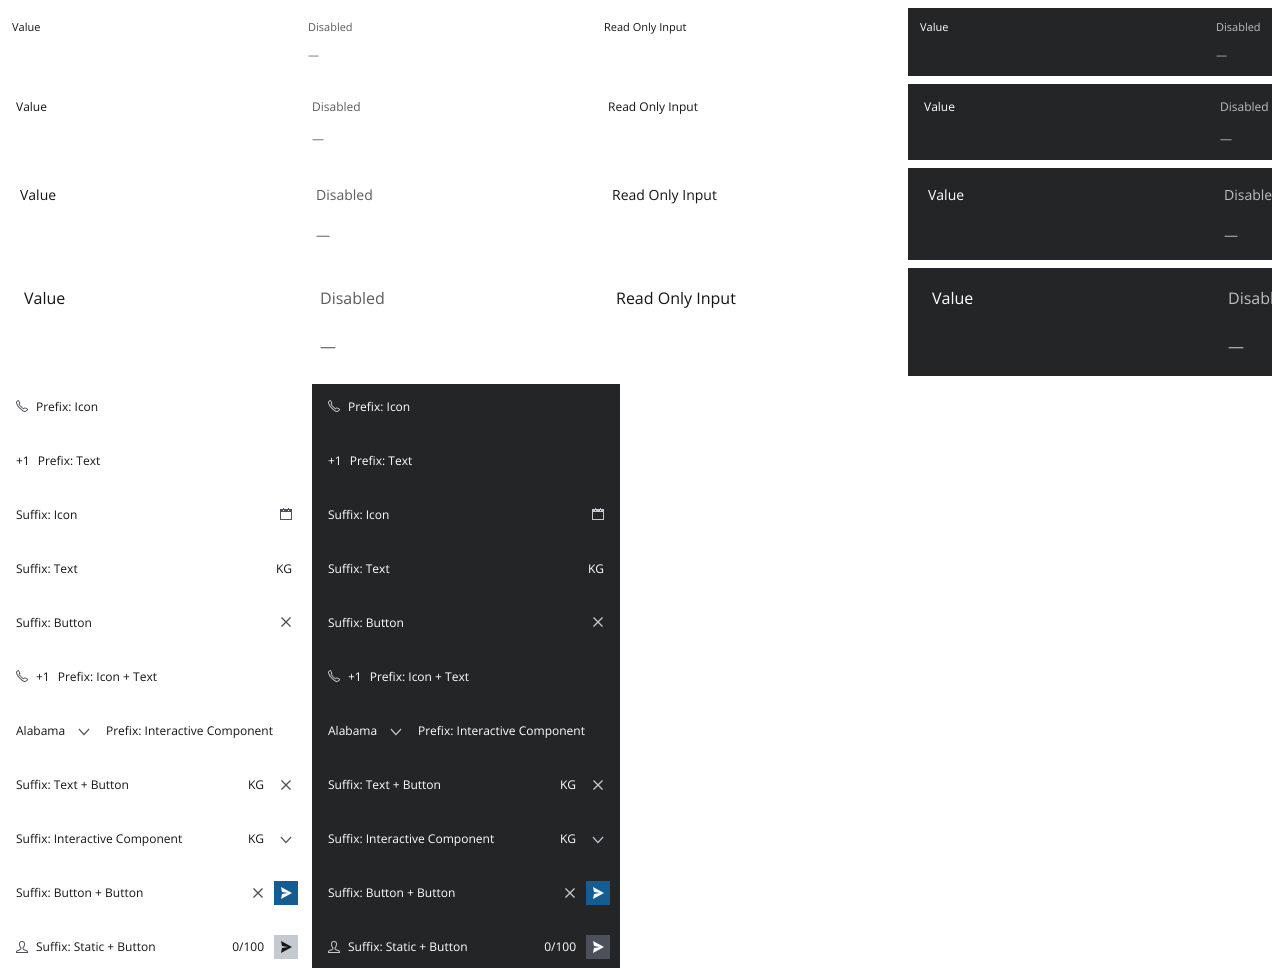 Value Disabled Read Only Input Value Disabled
— —
Value Disabled Read Only Input Value Disabled
— —
Value Disabled Read Only Input Value Disable
— —
Value Disabled Read Only Input Value Disabl
— —
Prefix: Icon Prefix: Icon
+1 Prefix: Text +1 Prefix: Text
Suffix: Icon Suffix: Icon
Suffix: Text KG Suffix: Text KG
Suffix: Button Suffix: Button
+1 Prefix: Icon + Text +1 Prefix: Icon + Text
Alabama Prefix: Interactive Component Alabama Prefix: Interactive Component
Suffix: Text + Button KG Suffix: Text + Button KG
Suffix: Interactive Component KG Suffix: Interactive Component KG
Suffix: Button + Button Suffix: Button + Button
Suffix: Static + Button 0/100 Suffix: Static + Button 0/100